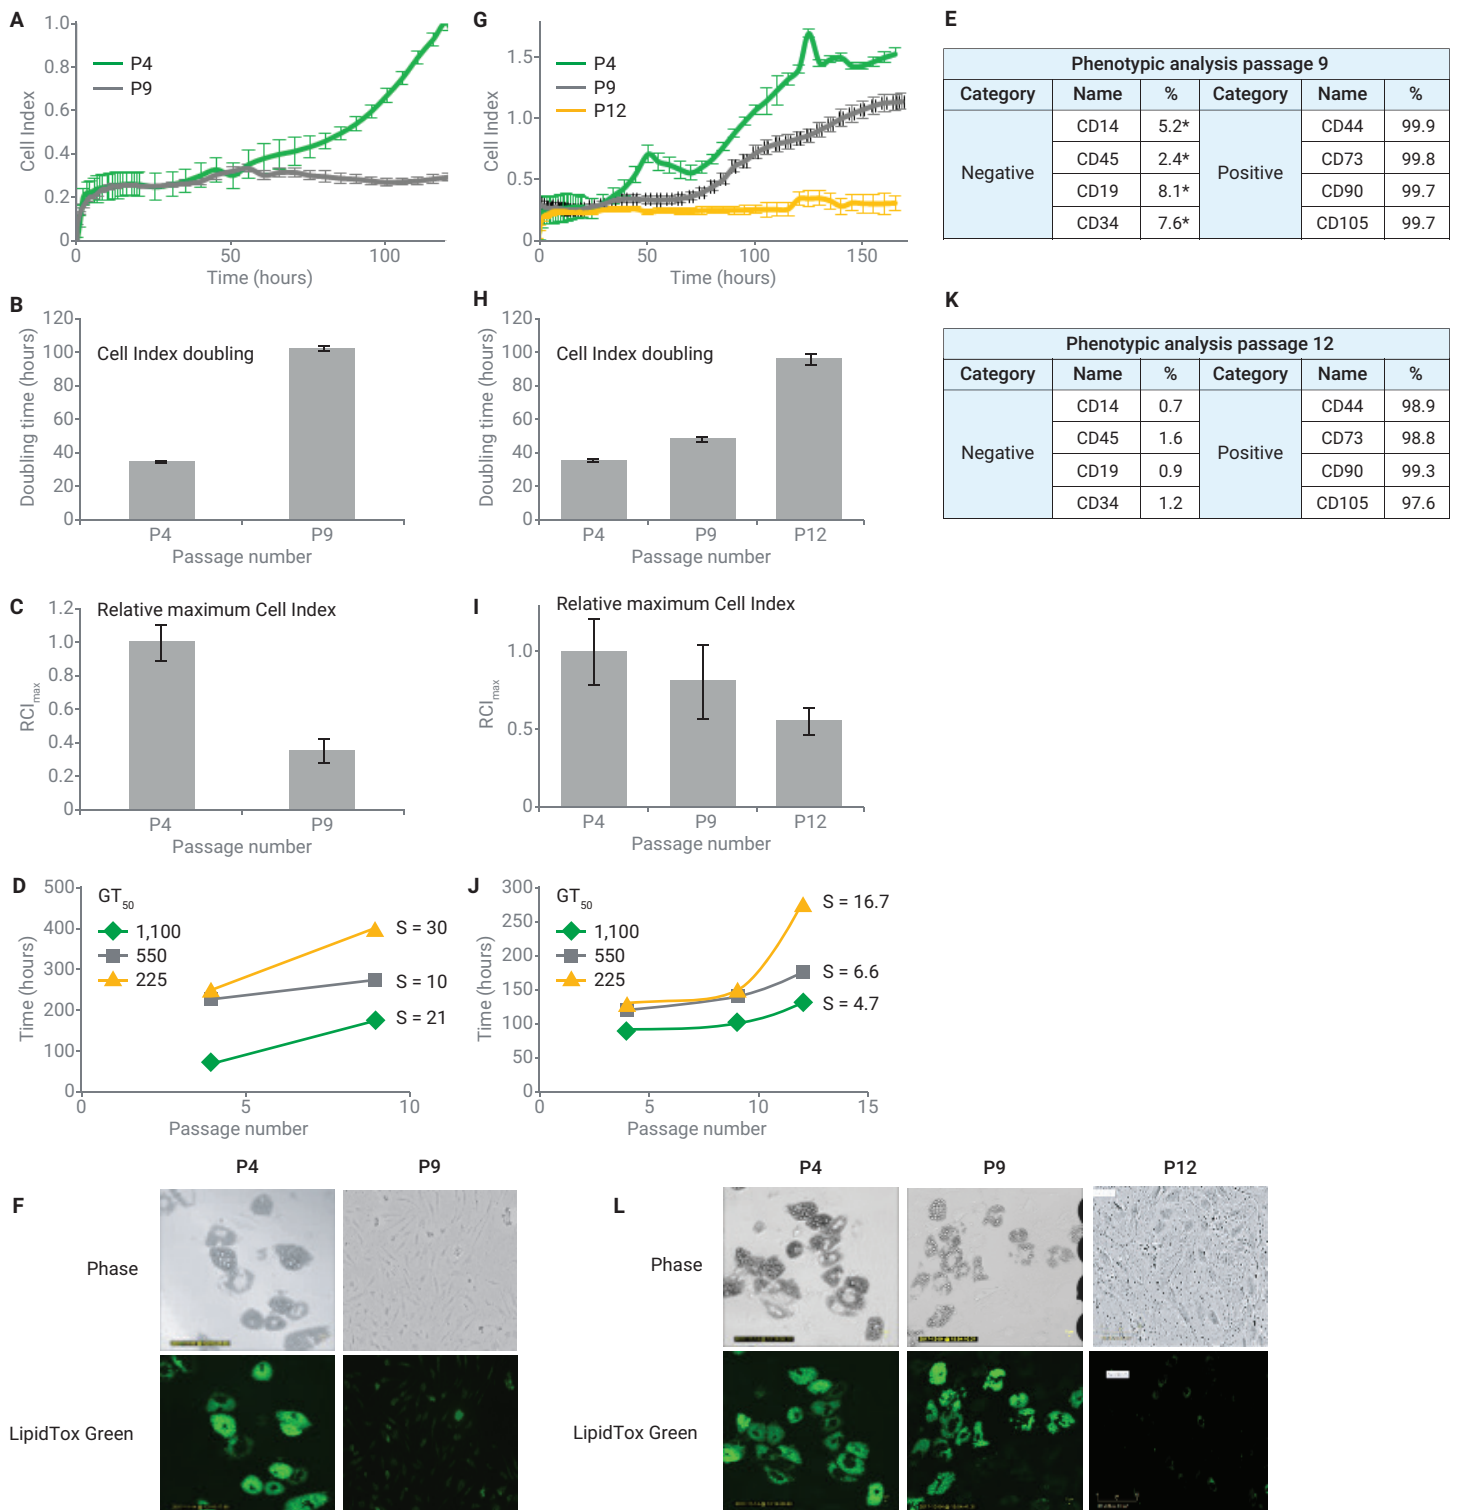 A
Cell Index
1.0
0.8
0.6
0.4
0.2
0
P4
P9
0 50 100
Time (hours)
G
Cell Index
1.5
1.0
0.5
0
P4
P9
P12
0 50 100 150
Time (hours)
E
Phenotypic analysis passage 9
Category Name % Category Name %
Negative Positive
CD14 5.2* CD44 99.9
CD45 2.4* CD73 99.8
CD19 8.1* CD90 99.7
CD34 7.6* CD105 99.7
B
Doubling time (hours)
120
100
80
60
40
20
0
Cell Index doubling
P4 P9
Passage number
H
Doubling time (hours)
120
100
80
60
40
20
0
Cell Index doubling
P4 P9 P12
Passage number
K
Phenotypic analysis passage 12
Category Name % Category Name %
Negative Positive
CD14 0.7 CD44 98.9
CD45 1.6 CD73 98.8
CD19 0.9 CD90 99.3
CD34 1.2 CD105 97.6
C
Relative maximum Cell Index
RCImax
1.2
1.0
0.8
0.6
0.4
0.2
0
P4 P9
Passage number
I
Relative maximum Cell Index
RCImax
1.0
0.5
0
P4 P9 P12
Passage number
D
Time (hours)
500
400
300
200
100
0
GT50
1,100
550
225
S = 30
S = 10
S = 21
0 5 10
Passage number
J
Time (hours)
300
250
200
150
100
50
0
GT50
1,100
550
225
S = 16.7
S = 6.6
S = 4.7
0 5 10 15
Passage number
F
P4 P9
Phase
LipidTox Green
L
P4 P9 P12
Phase
LipidTox Green